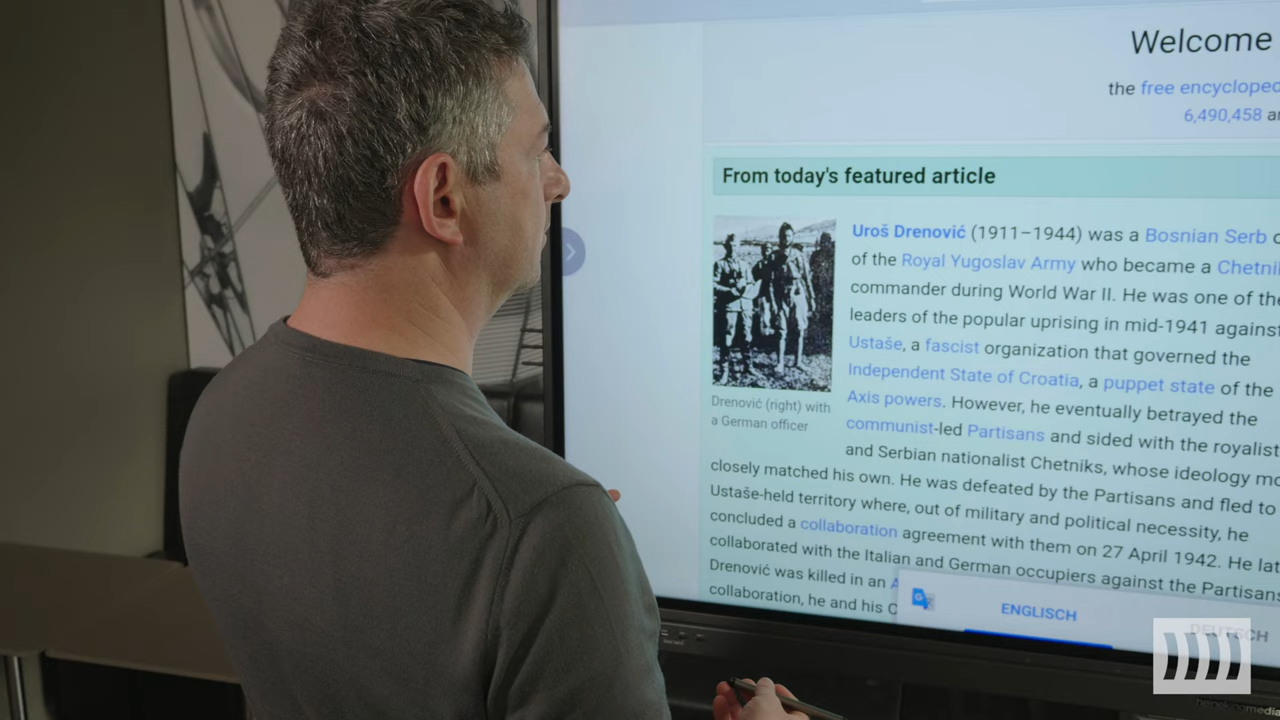 Welcome
the free encycloped
6,490,458 ar
From today's featured article
Uroš Drenović (1911–1944) was a Bosnian Serb
of the Royal Yugoslav Army who became a Chetnik
commander during World War II. He was one of the
leaders of the popular uprising in mid-1941 against
Ustaše, a fascist organization that governed the
Independent State of Croatia, a puppet state of the
Axis powers. However, he eventually betrayed the
communist-led Partisans and sided with the royalist
and Serbian nationalist Chetniks, whose ideology mo
Drenović (right) with
a German officer
closely matched his own. He was defeated by the Partisans and fled to
Ustaše-held territory where, out of military and political necessity, he
concluded a collaboration agreement with them on 27 April 1942. He lat
collaborated with the Italian and German occupiers against the Partisans
Drenović was killed in an A
collaboration, he and his C
ENGLISCH
DEUTSCH
heinekingmedia